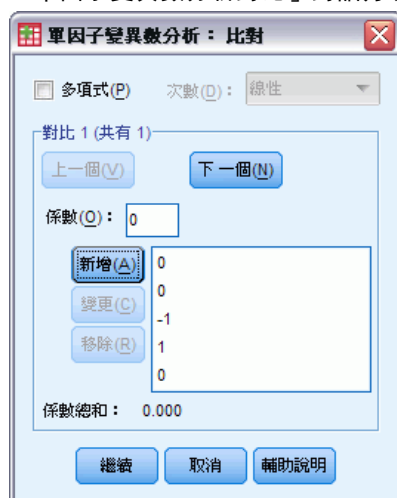 單因子變異數分析： 比對
多項式(P) 次數(D)： 線性
對比 1 (共有 1)
上一個(V) 下一個(N)
係數(O)： 0
新增(A) 0
變更(C) 0
-1
移除(R) 1
0
係數總和： 0.000
繼續 取消 輔助說明